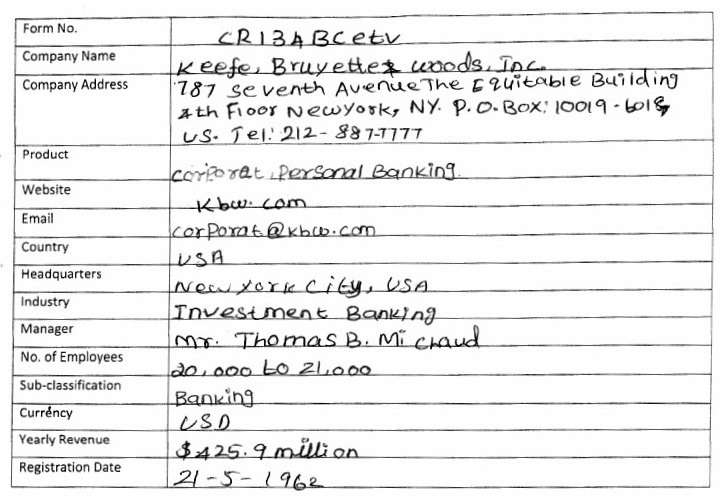 Form No. CR13ABCetv
Company Name Keefe, Bruyette & woods, Inc.
Company Address 787 Seventh Avenue The Equitable Building
4th Floor Newyork, NY. P.O.Box: 10019-6018,
US. Tel: 212-887-7777
Product corporat, Personal Banking.
Website Kbw.com
Email corporat@kbw.com
Country USA
Headquarters New York City, USA
Industry Investment Banking
Manager Mr. Thomas B. Michaud
No. of Employees 20,000 to 21,000
Sub-classification Banking
Currency USD
Yearly Revenue $425.9 million
Registration Date 21-5-1962